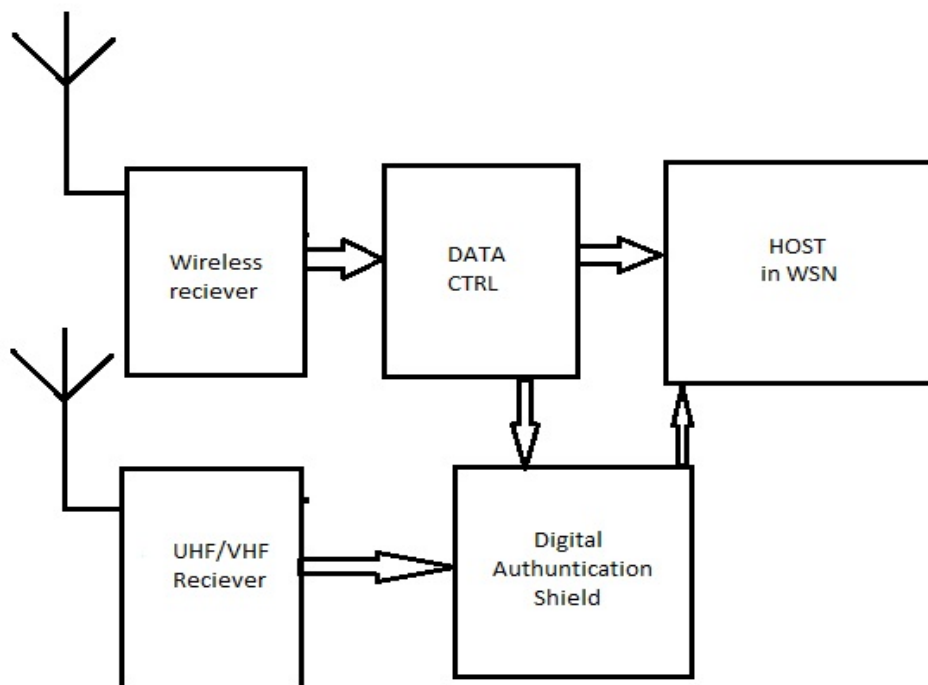 Wireless
reciever
DATA
CTRL
HOST
in WSN
UHF/VHF
Reciever
Digital
Authuntication
Shield